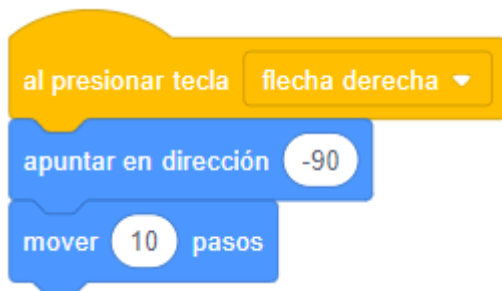 al presionar tecla flecha derecha
apuntar en dirección -90
mover 10 pasos